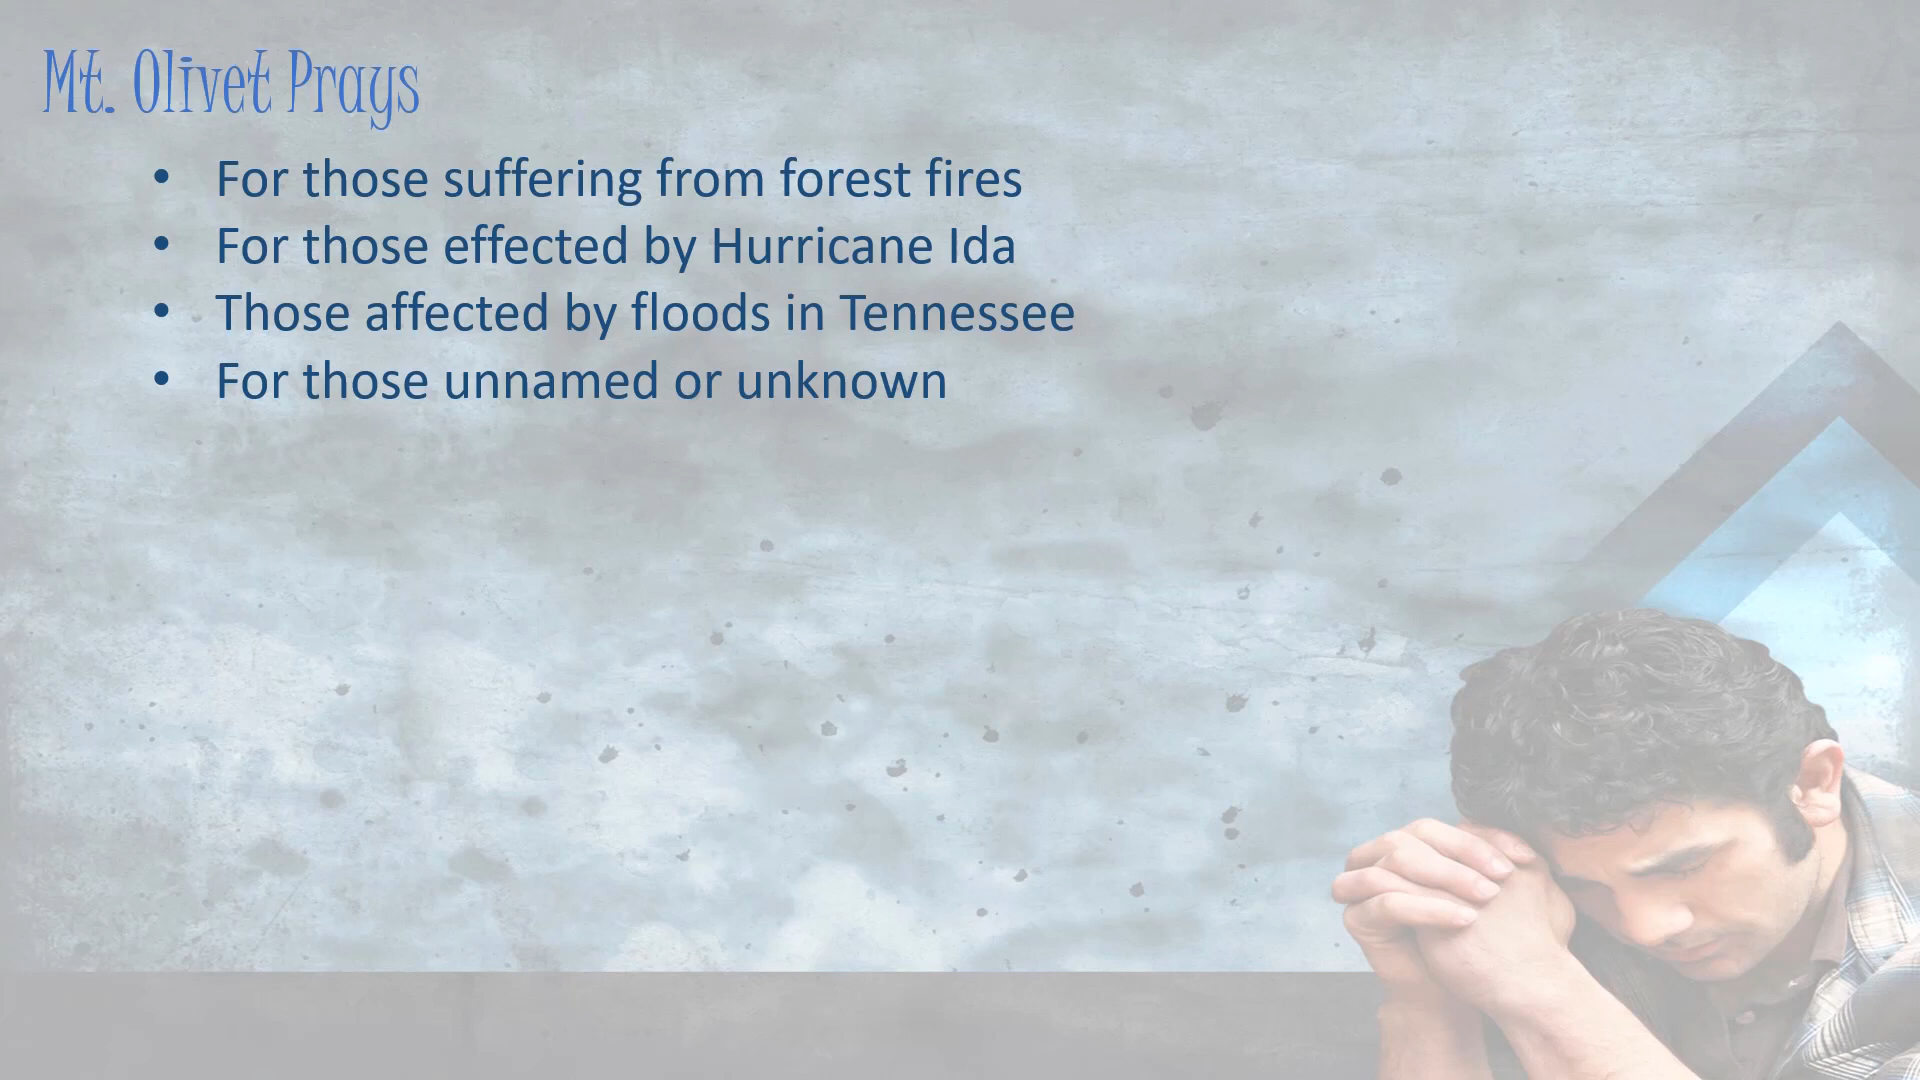 Mt. Olivet Prays
• For those suffering from forest fires
• For those effected by Hurricane Ida
• Those affected by floods in Tennessee
• For those unnamed or unknown